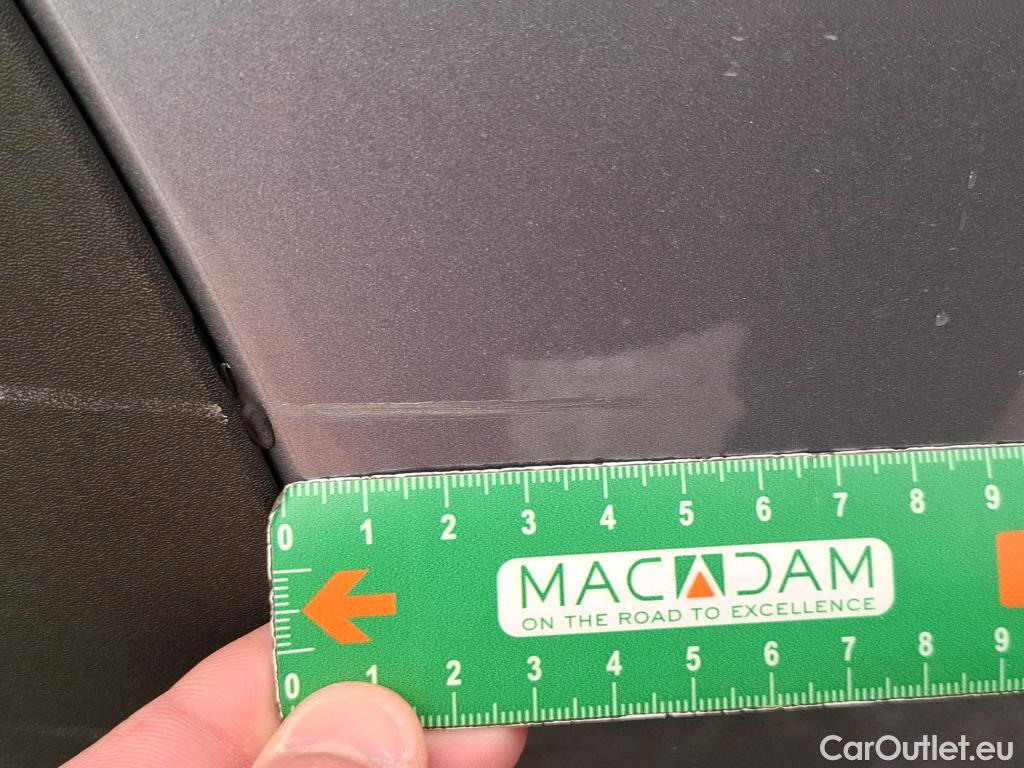 0 1 2 3 4 5 6 7 8 9
MACADAM
ON THE ROAD TO EXCELLENCE
0 1 2 3 4 5 6 7 8 9
CarOutlet.eu